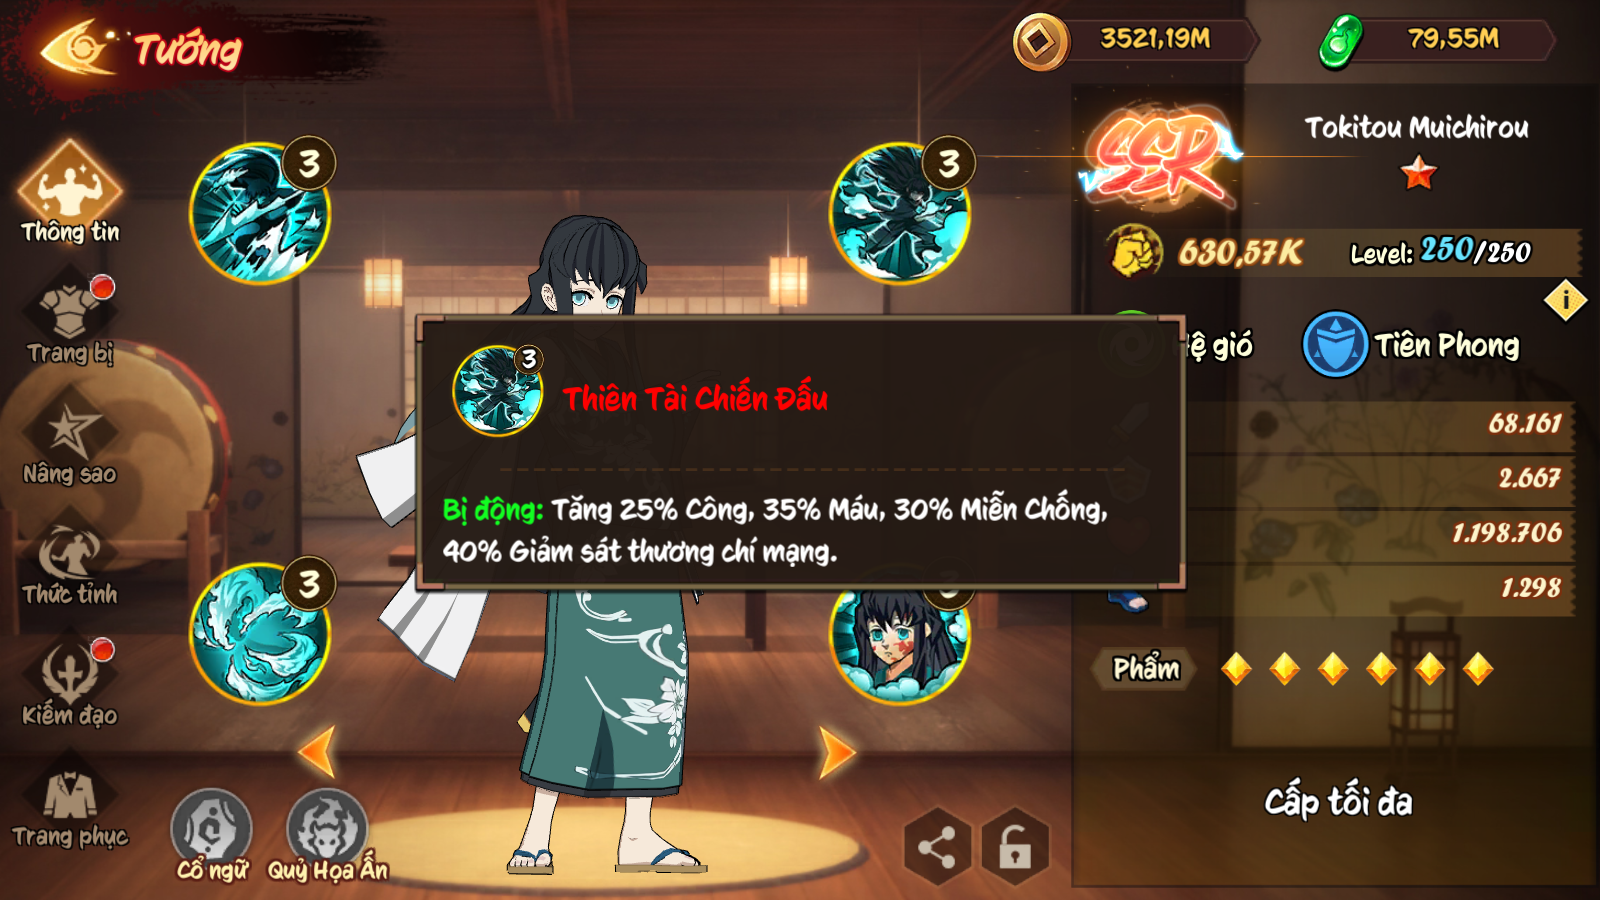 Tướng
3521,19M
79,55M
Thông tin
Trang bị
Nâng sao
Thức tỉnh
Kiếm đạo
Trang phục
3
3
3
SSR
Tokitou Muichirou
630,57K
Level: 250/250
ệ gió
Tiên Phong
68.161
2.667
1.198.706
1.298
3
Thiên Tài Chiến Đấu
Bị động: Tăng 25% Công, 35% Máu, 30% Miễn Chống,
40% Giảm sát thương chí mạng.
Phẩm
Cấp tối đa
Cổ ngữ
Quỷ Họa Ấn